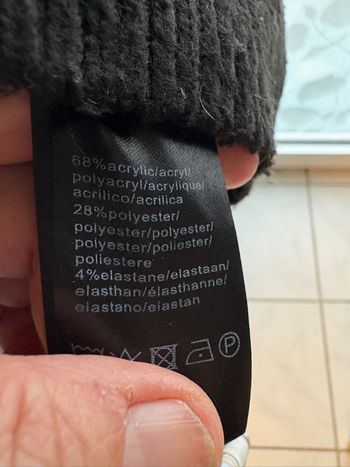 68%acrylic/acryl/
polyacryl/acrylique/
acrílico/acrilica
28%polyester/
polyester/polyester/
polyester/poliester/
poliestere
4%elastane/elastaan/
elasthan/élasthanne/
elastano/elastan
P